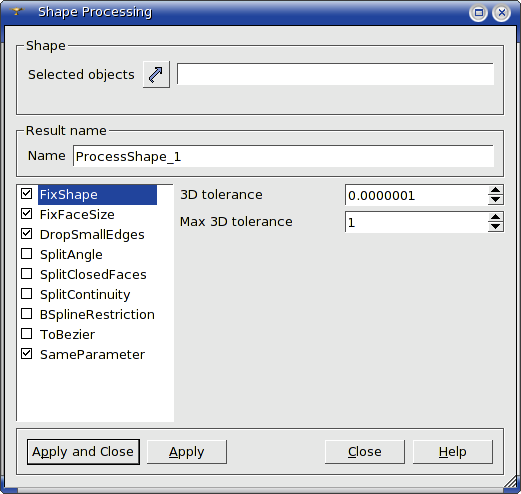 Shape Processing
Shape
Selected objects
Result name
Name ProcessShape_1
FixShape
FixFaceSize
DropSmallEdges
SplitAngle
SplitClosedFaces
SplitContinuity
BSplineRestriction
ToBezier
SameParameter
3D tolerance 0.0000001
Max 3D tolerance 1
Apply and Close Apply Close Help